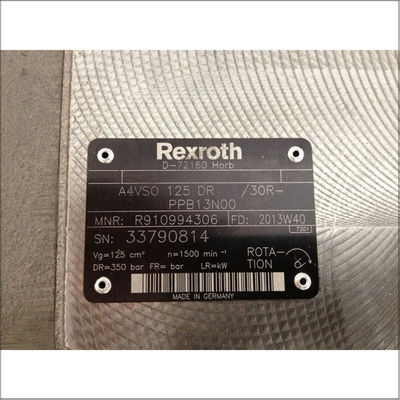 Rexroth
D-72160 Horb
A4VSO 125 DR /30R-
PPB13N00
MNR: R910994306 FD: 2013W40
7201
SN: 33790814
Vg=125 cm³ n=1500 min⁻¹
DR=350 bar FR= bar LR=kW
ROTA-
TION
MADE IN GERMANY